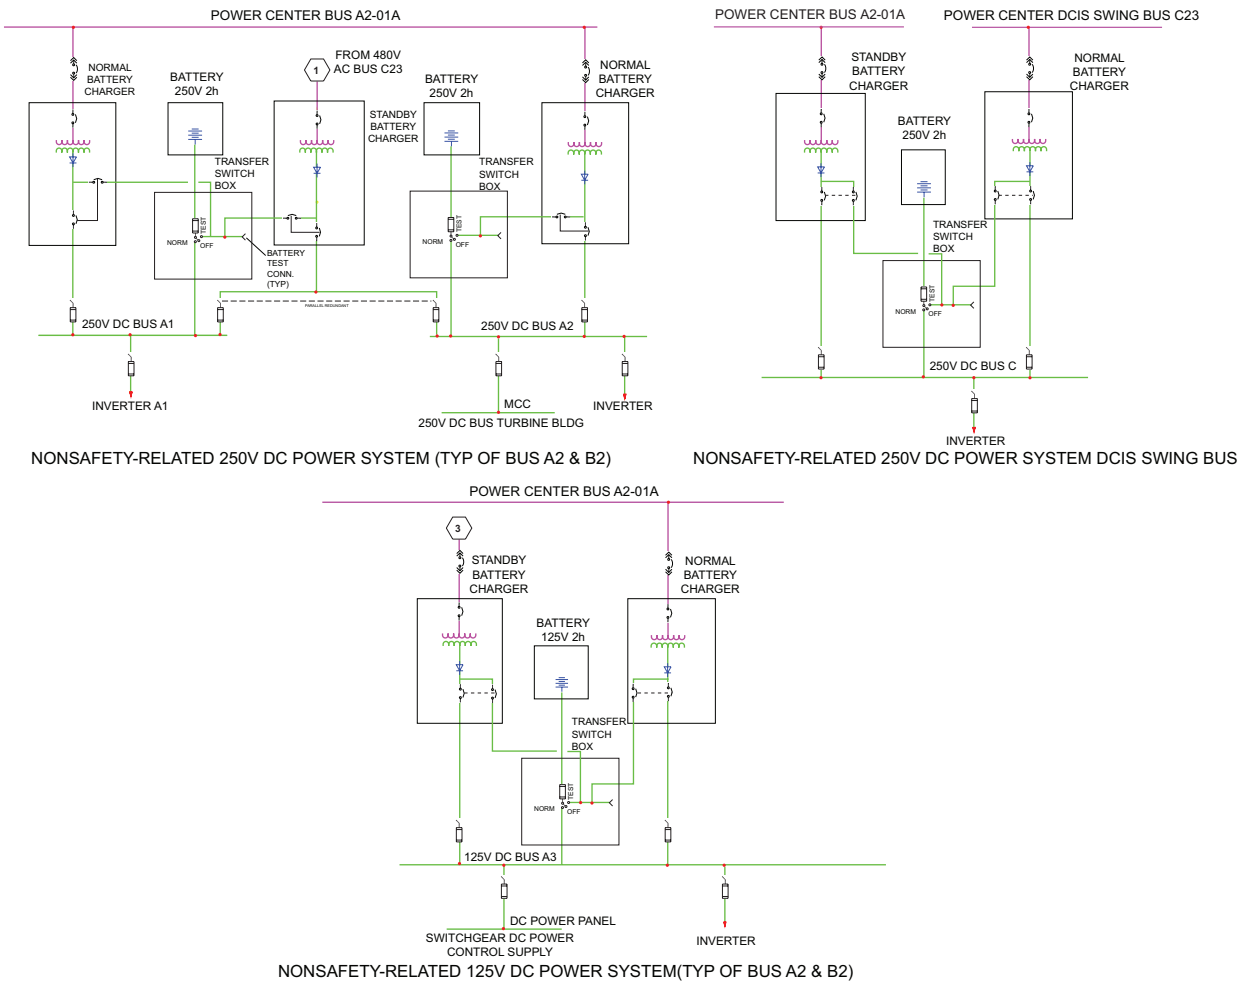 POWER CENTER BUS A2-01A
NORMAL
BATTERY
CHARGER
BATTERY
250V 2h
1
FROM 480V
AC BUS C23
STANDBY
BATTERY
CHARGER
BATTERY
250V 2h
NORMAL
BATTERY
CHARGER
TRANSFER
SWITCH
BOX
TEST
NORM
OFF
BATTERY
TEST
CONN.
(TYP)
TRANSFER
SWITCH
BOX
TEST
NORM
OFF
PARALLEL REDUNDANT
250V DC BUS A1
250V DC BUS A2
INVERTER A1
MCC
250V DC BUS TURBINE BLDG
INVERTER
NONSAFETY-RELATED 250V DC POWER SYSTEM (TYP OF BUS A2 & B2)
POWER CENTER BUS A2-01A
POWER CENTER DCIS SWING BUS C23
STANDBY
BATTERY
CHARGER
NORMAL
BATTERY
CHARGER
BATTERY
250V 2h
TRANSFER
SWITCH
BOX
TEST
NORM
OFF
250V DC BUS C
INVERTER
NONSAFETY-RELATED 250V DC POWER SYSTEM DCIS SWING BUS
POWER CENTER BUS A2-01A
3
STANDBY
BATTERY
CHARGER
NORMAL
BATTERY
CHARGER
BATTERY
125V 2h
TRANSFER
SWITCH
BOX
TEST
NORM
OFF
125V DC BUS A3
DC POWER PANEL
SWITCHGEAR DC POWER
CONTROL SUPPLY
INVERTER
NONSAFETY-RELATED 125V DC POWER SYSTEM(TYP OF BUS A2 & B2)